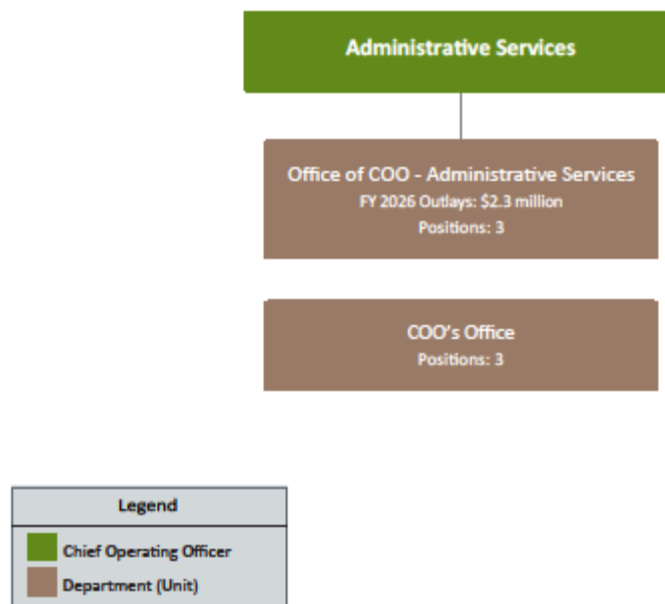 Administrative Services
Office of COO - Administrative Services
FY 2026 Outlays: $2.3 million
Positions: 3
COO's Office
Positions: 3
Legend
Chief Operating Officer
Department (Unit)